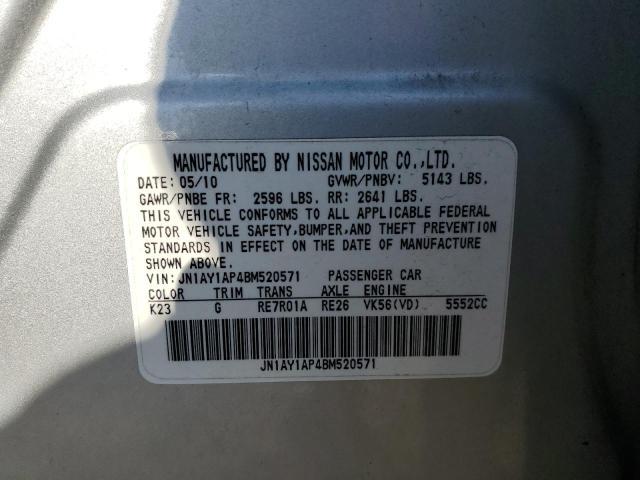 MANUFACTURED BY NISSAN MOTOR CO.,LTD.
DATE: 05/10 GVWR/PNBV: 5143 LBS.
GAWR/PNBE FR: 2596 LBS. RR: 2641 LBS.
THIS VEHICLE CONFORMS TO ALL APPLICABLE FEDERAL
MOTOR VEHICLE SAFETY,BUMPER,AND THEFT PREVENTION
STANDARDS IN EFFECT ON THE DATE OF MANUFACTURE
SHOWN ABOVE.
VIN: JN1AY1AP4BM520571 PASSENGER CAR
COLOR TRIM TRANS AXLE ENGINE
K23 G RE7R01A RE26 VK56(VD) 5552CC
JN1AY1AP4BM520571